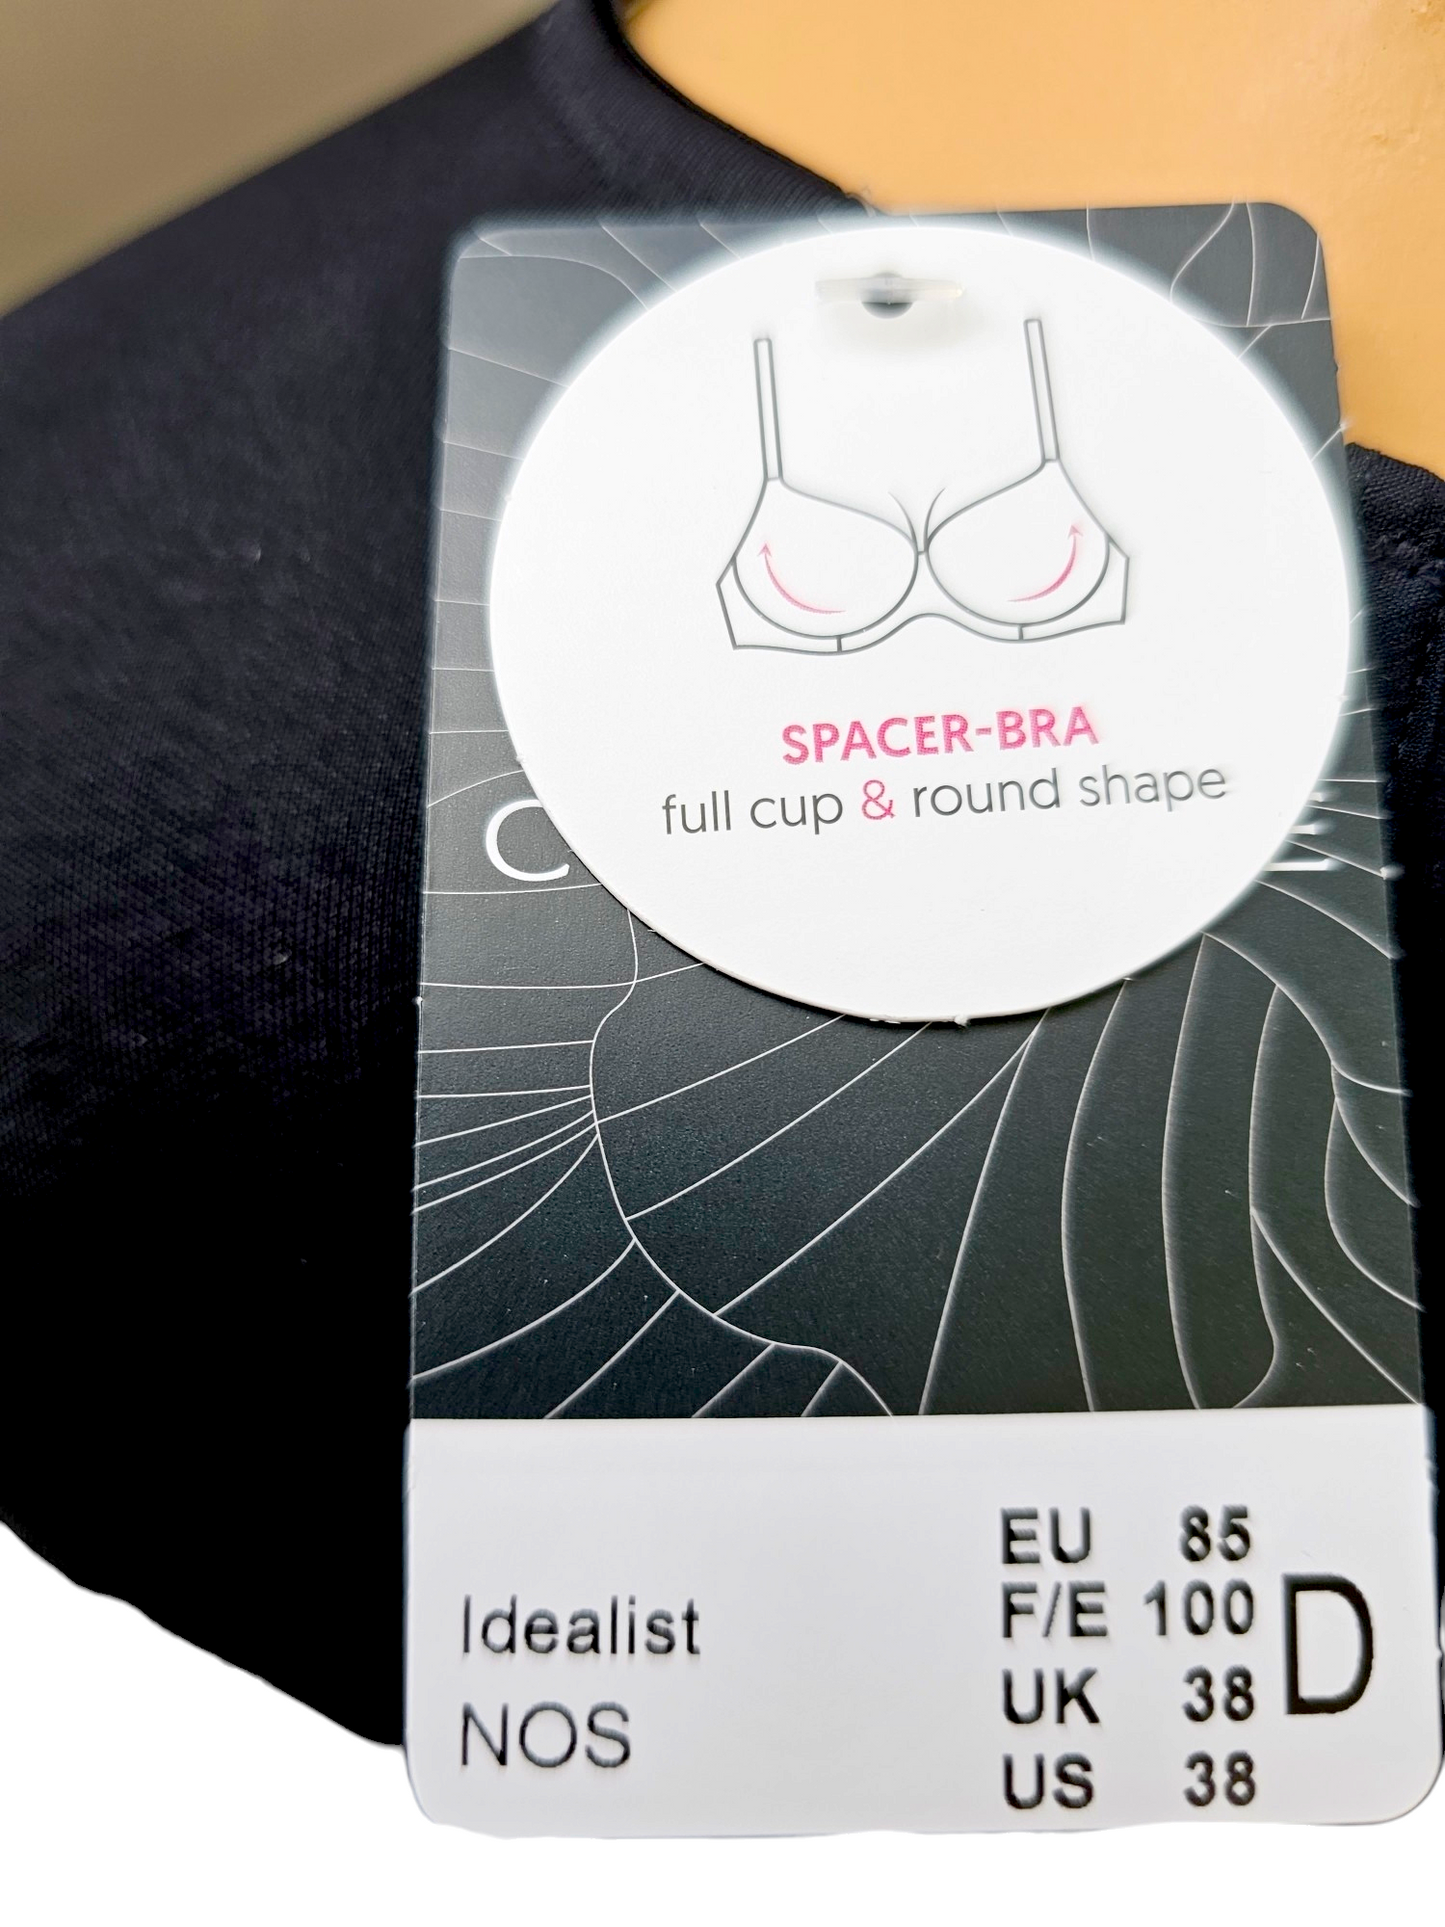 SPACER-BRA
full cup & round shape
Idealist
NOS
EU 85
F/E 100
UK 38
US 38
D